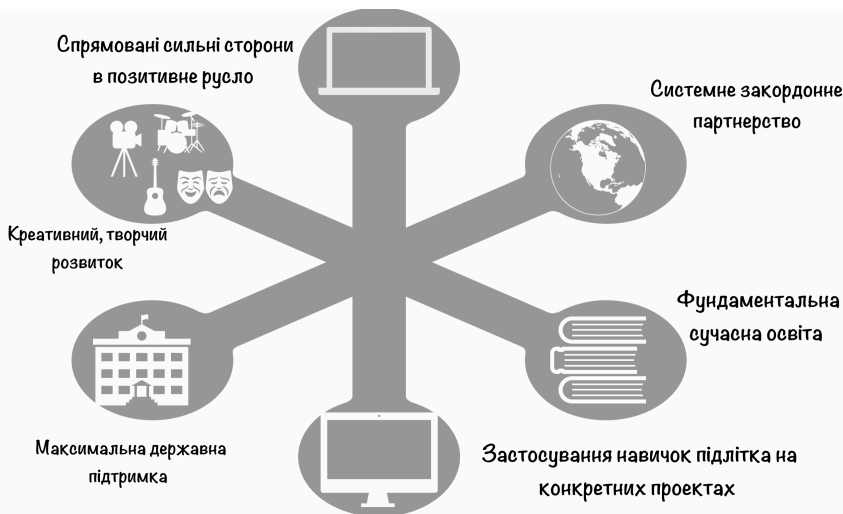 Спрямовані сильні сторони
в позитивне русло
Системне закордонне
партнерство
Креативний, творчий
розвиток
Фундаментальна
сучасна освіта
Максимальна державна
підтримка
Застосування навичок підлітка на
конкретних проектах